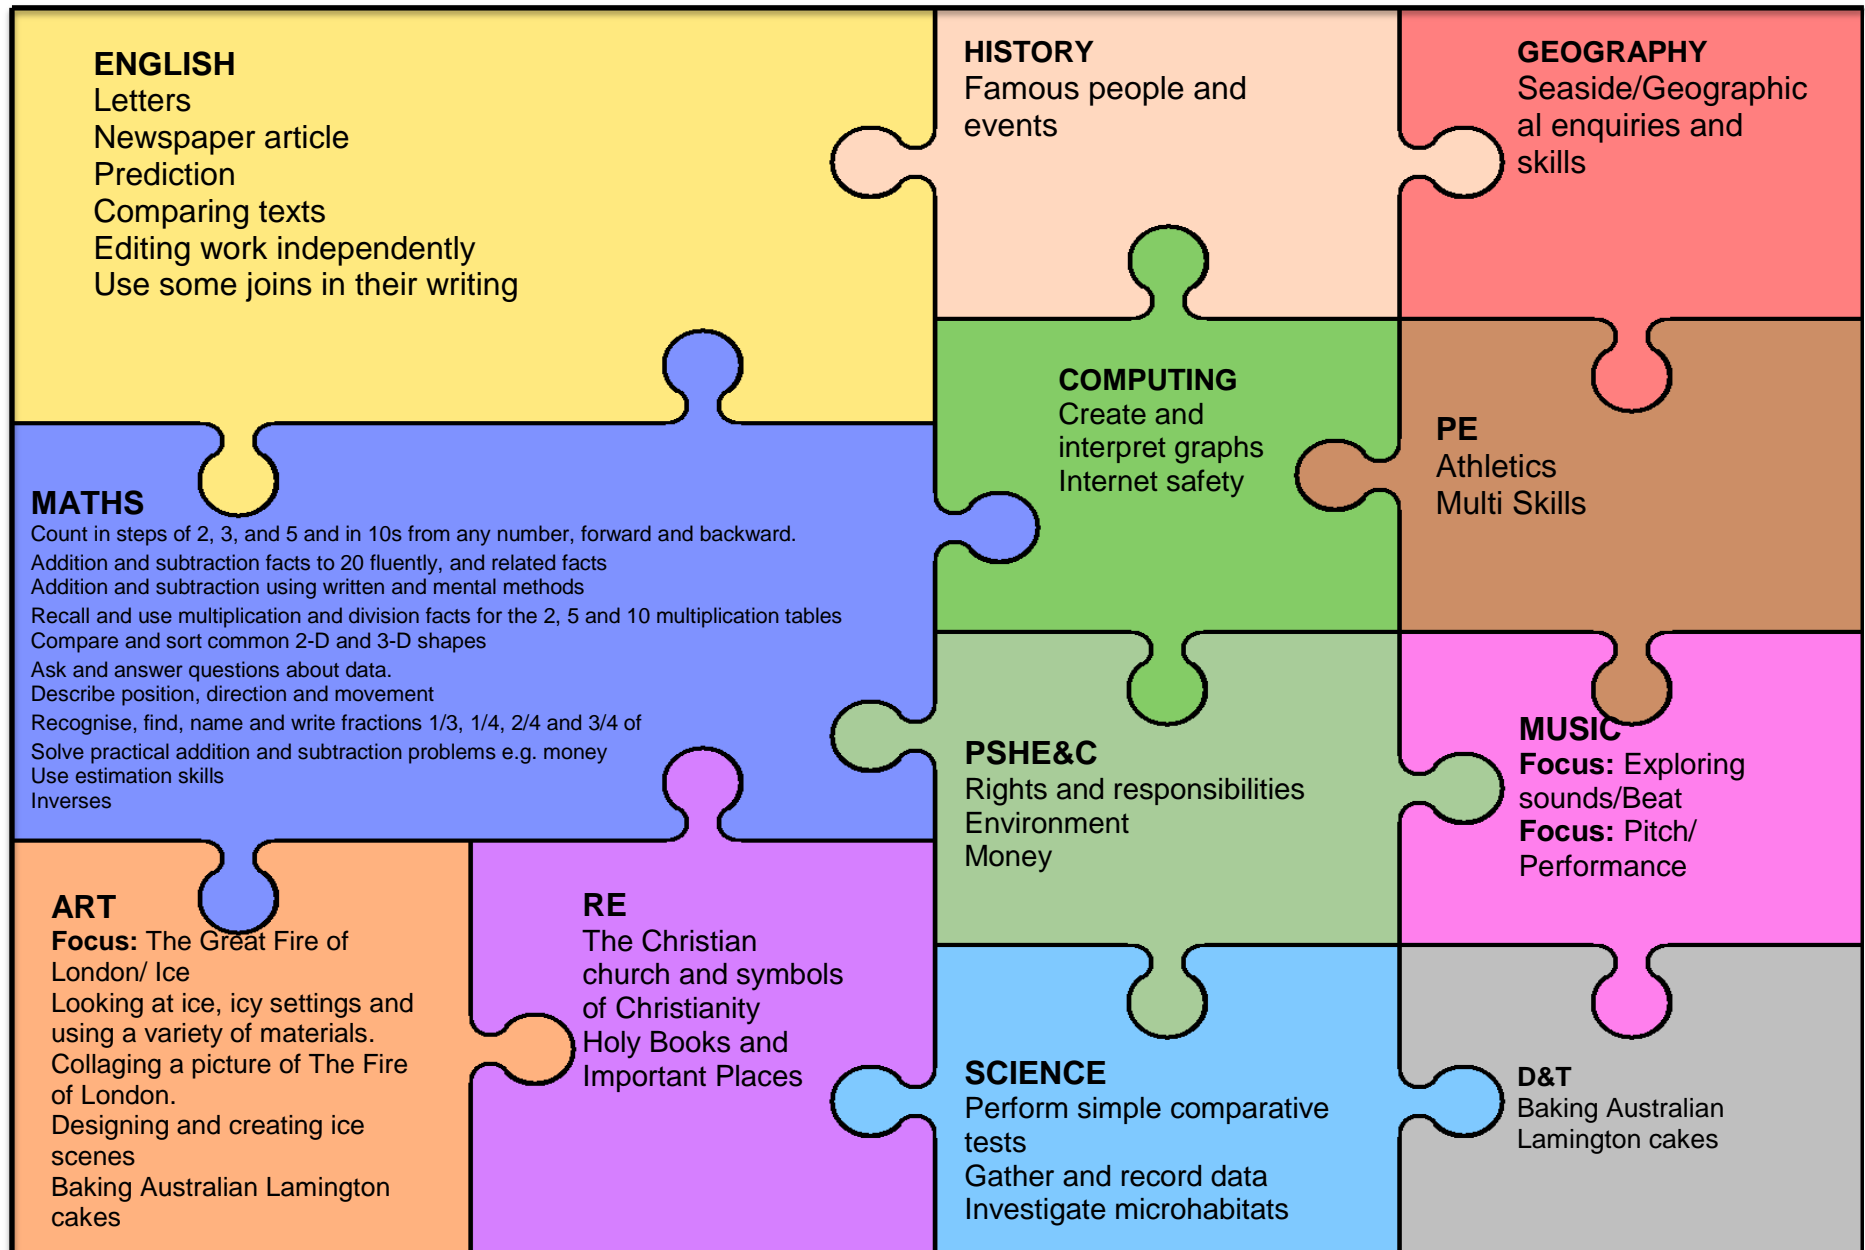 ENGLISH
Letters
Newspaper article
Prediction
Comparing texts
Editing work independently
Use some joins in their writing
HISTORY
Famous people and
events
GEOGRAPHY
Seaside/Geographic
al enquiries and
skills
MATHS
Count in steps of 2, 3, and 5 and in 10s from any number, forward and backward.
Addition and subtraction facts to 20 fluently, and related facts
Addition and subtraction using written and mental methods
Recall and use multiplication and division facts for the 2, 5 and 10 multiplication tables
Compare and sort common 2-D and 3-D shapes
Ask and answer questions about data.
Describe position, direction and movement
Recognise, find, name and write fractions 1/3, 1/4, 2/4 and 3/4 of
Solve practical addition and subtraction problems e.g. money
Use estimation skills
Inverses
COMPUTING
Create and
interpret graphs
Internet safety
PE
Athletics
Multi Skills
PSHE&C
Rights and responsibilities
Environment
Money
MUSIC
Focus: Exploring
sounds/Beat
Focus: Pitch/
Performance
ART
Focus: The Great Fire of
London/ Ice
Looking at ice, icy settings and
using a variety of materials.
Collaging a picture of The Fire
of London.
Designing and creating ice
scenes
Baking Australian Lamington
cakes
RE
The Christian
church and symbols
of Christianity
Holy Books and
Important Places
SCIENCE
Perform simple comparative
tests
Gather and record data
Investigate microhabitats
D&T
Baking Australian
Lamington cakes